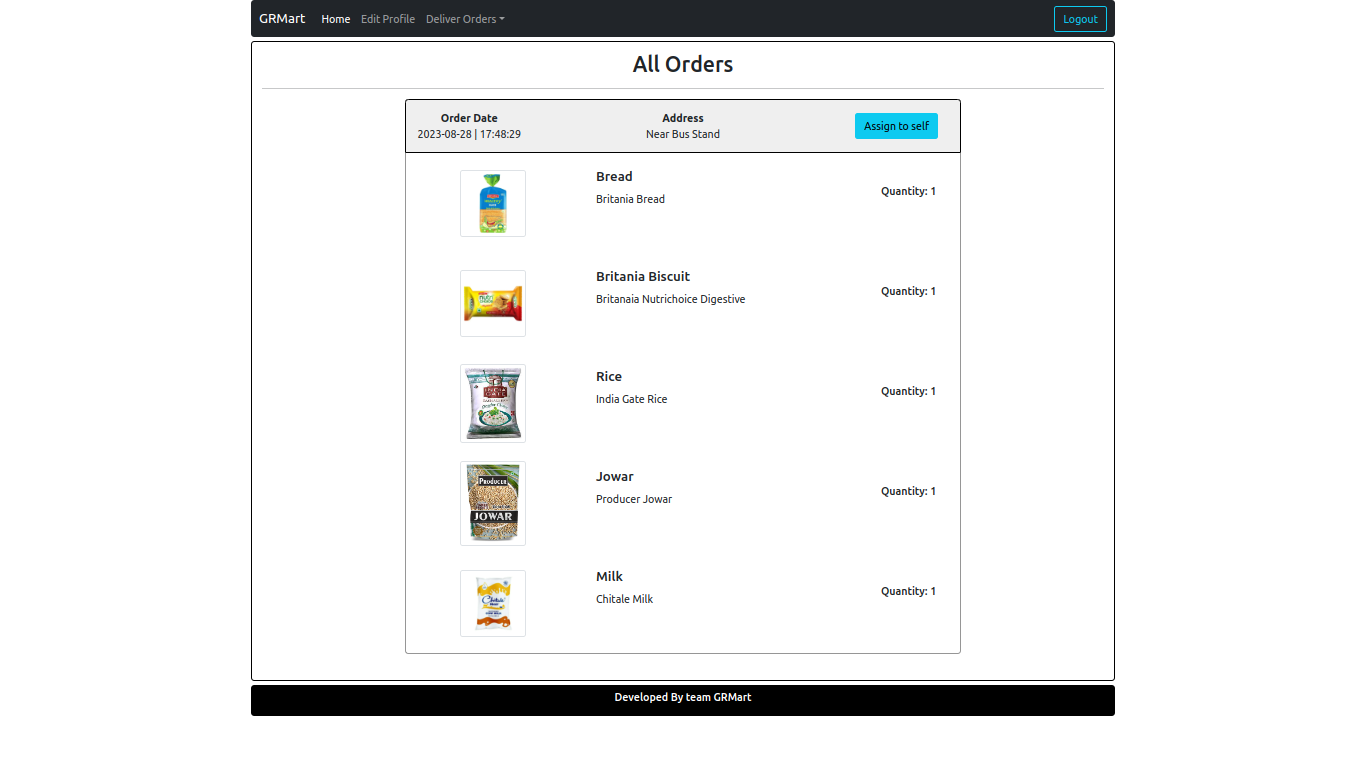 GRMart Home Edit Profile Deliver Orders Logout
All Orders
Order Date Address
2023-08-28 | 17:48:29 Near Bus Stand Assign to self
Bread
Britania Bread
Quantity: 1
Britania Biscuit
Britanaia Nutrichoice Digestive
Quantity: 1
INDIA
GATE
Rice
India Gate Rice
Quantity: 1
PRODUCER
JOWAR
Jowar
Producer Jowar
Quantity: 1
Chitale
Milk
Chitale Milk
Quantity: 1
Developed By team GRMart